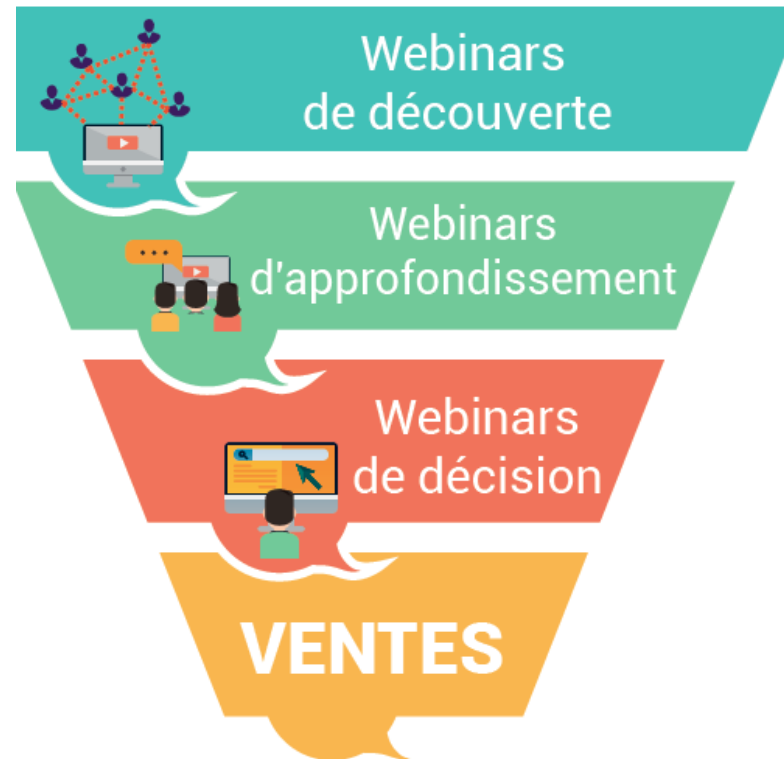 Webinars
de découverte
Webinars
d'approfondissement
Webinars
de décision
VENTES